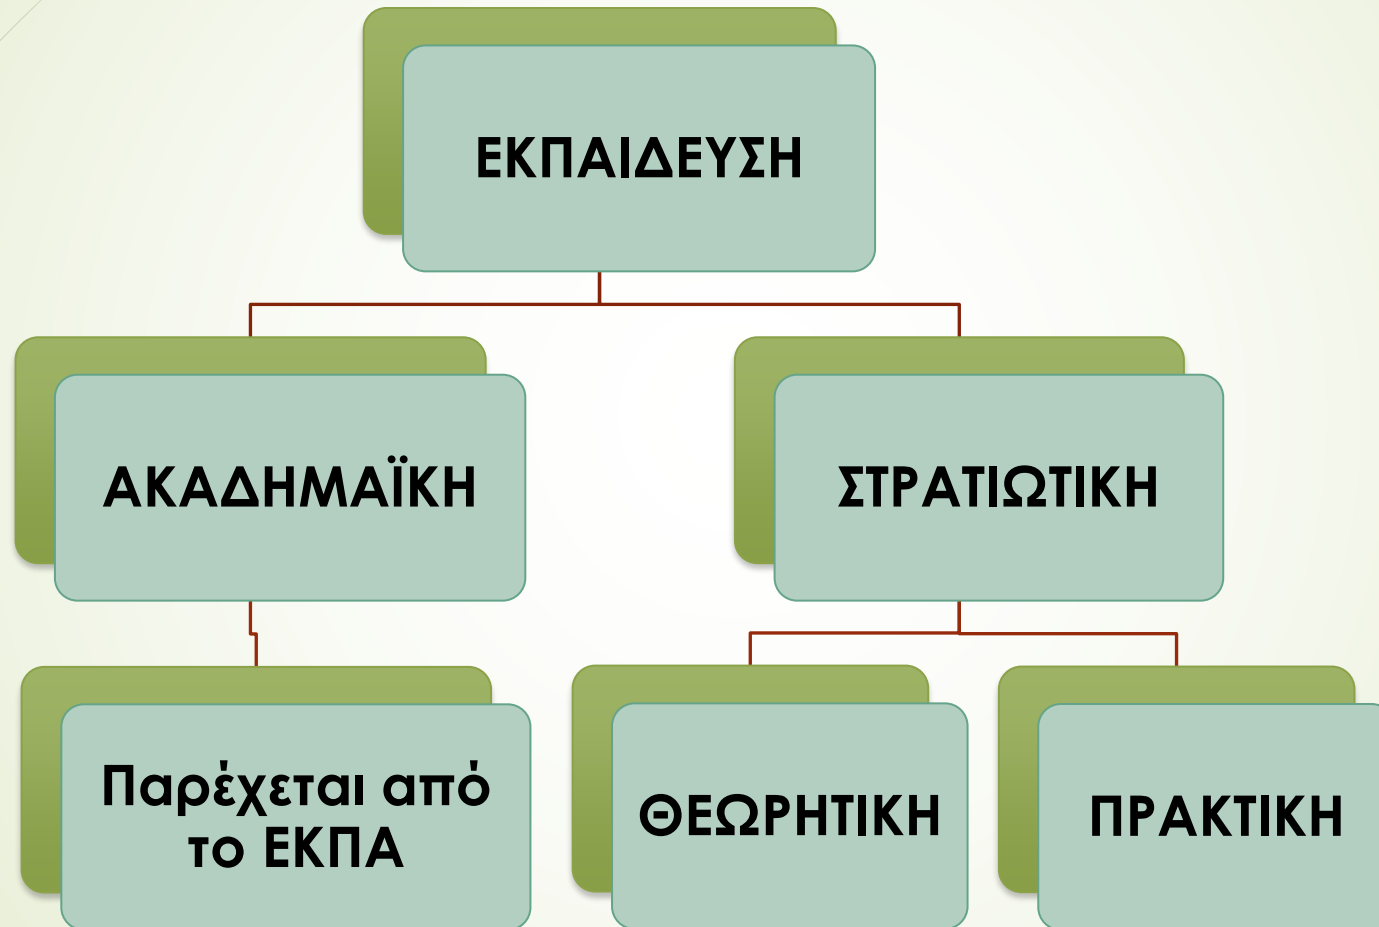 ΕΚΠΑΙΔΕΥΣΗ
ΑΚΑΔΗΜΑΪΚΗ
ΣΤΡΑΤΙΩΤΙΚΗ
Παρέχεται από
το ΕΚΠΑ
ΘΕΩΡΗΤΙΚΗ
ΠΡΑΚΤΙΚΗ